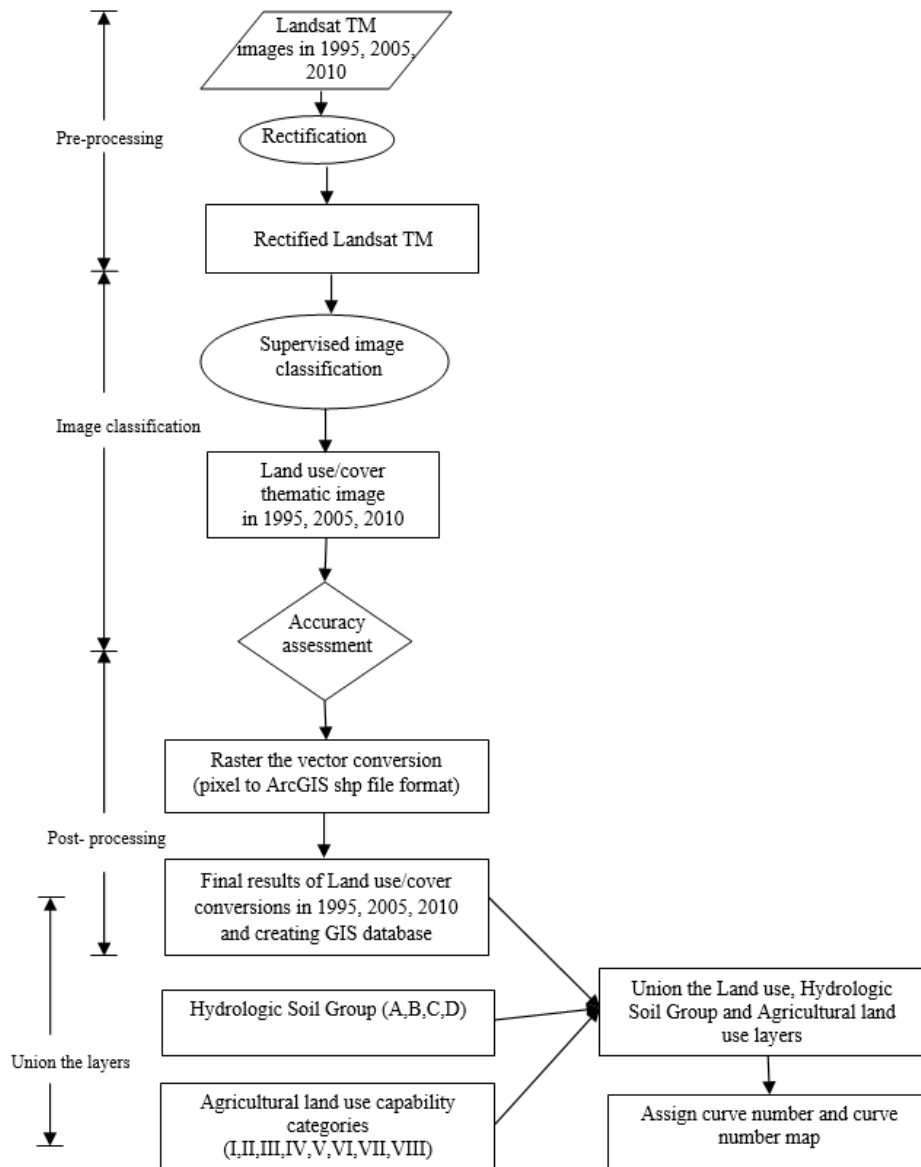 Landsat TM
images in 1995, 2005,
2010
Pre-processing
Rectification
Rectified Landsat TM
Supervised image
classification
Image classification
Land use/cover
thematic image
in 1995, 2005, 2010
Accuracy
assessment
Raster the vector conversion
(pixel to ArcGIS shp file format)
Post- processing
Final results of Land use/cover
conversions in 1995, 2005, 2010
and creating GIS database
Hydrologic Soil Group (A,B,C,D)
Union the layers
Agricultural land use capability
categories
(I,II,III,IV,V,VI,VII,VIII)
Union the Land use, Hydrologic
Soil Group and Agricultural land
use layers
Assign curve number and curve
number map